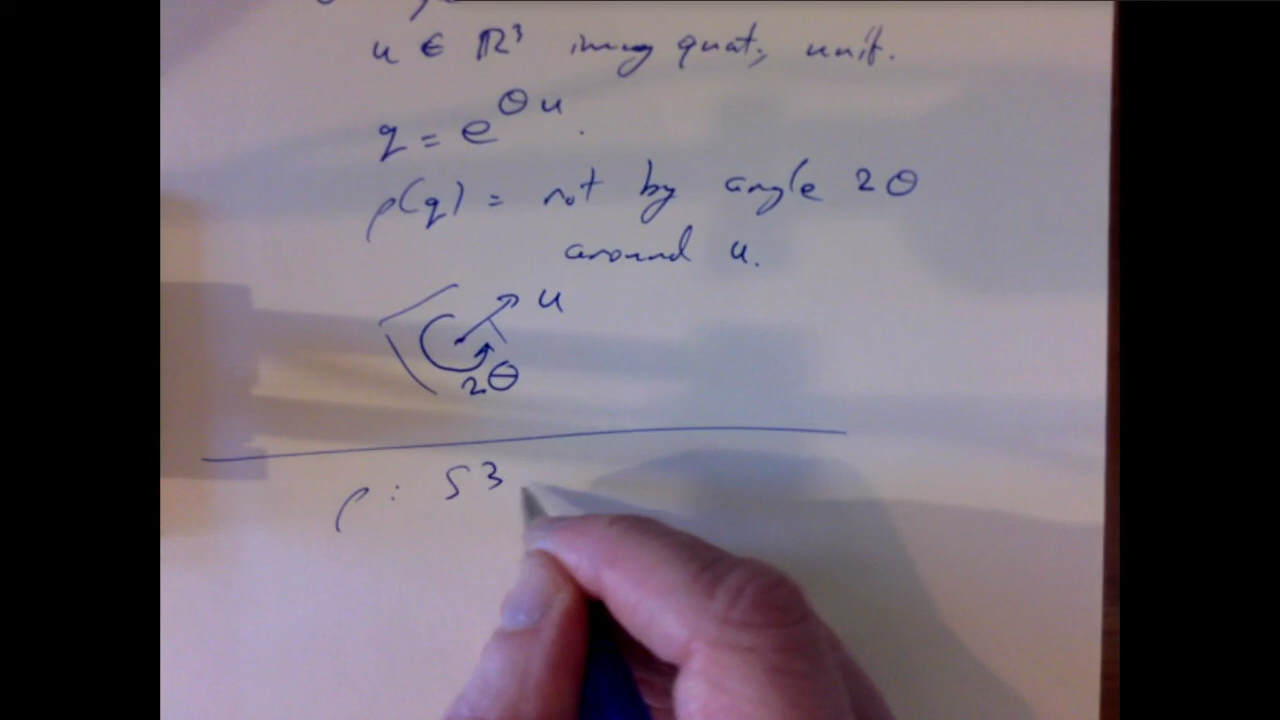 u ∈ ℝ³ imag quat, unit.
q = e^{θu}.
ρ(q) = rot by angle 2θ
around u.
u
2θ
ρ: S3